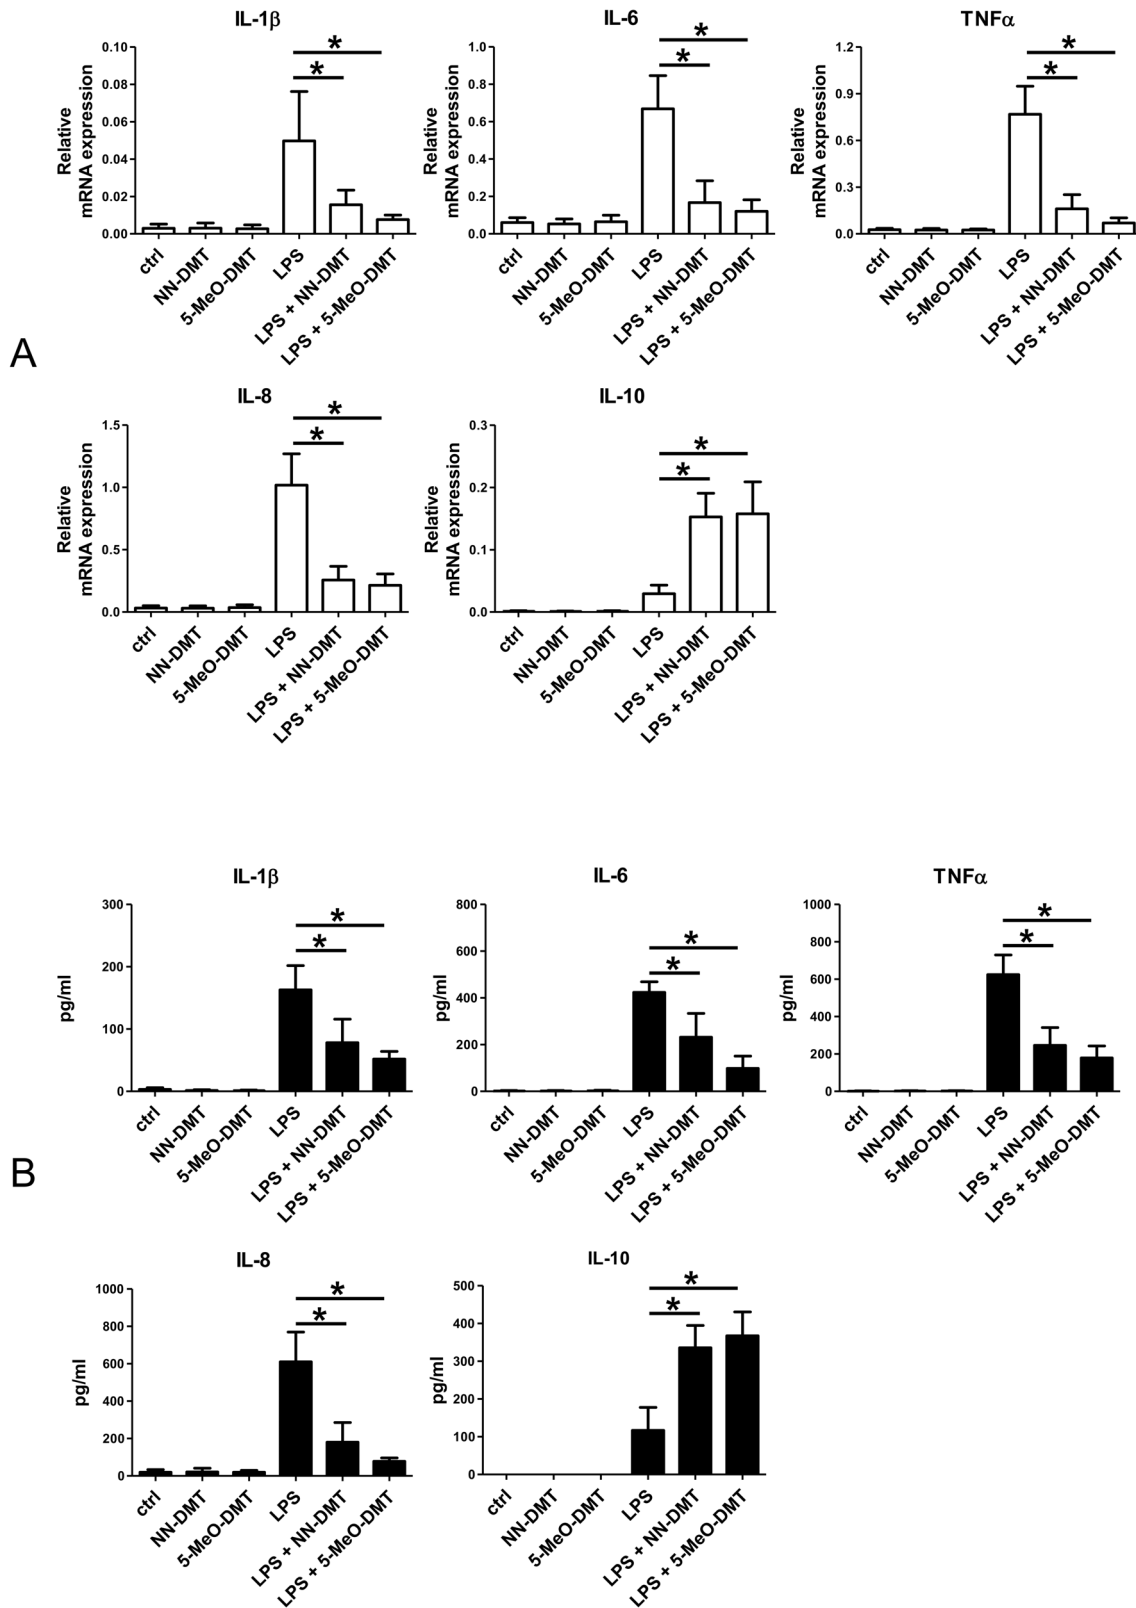 IL-1β
Relative
mRNA expression
0.10
0.08
0.06
0.04
0.02
0.00
*
*
ctrl
NN-DMT
5-MeO-DMT
LPS
LPS + NN-DMT
LPS + 5-MeO-DMT
IL-6
Relative
mRNA expression
1.0
0.8
0.6
0.4
0.2
0.0
*
*
ctrl
NN-DMT
5-MeO-DMT
LPS
LPS + NN-DMT
LPS + 5-MeO-DMT
TNFα
Relative
mRNA expression
1.2
0.9
0.6
0.3
0.0
*
*
ctrl
NN-DMT
5-MeO-DMT
LPS
LPS + NN-DMT
LPS + 5-MeO-DMT
A
IL-8
Relative
mRNA expression
1.5
1.0
0.5
0.0
*
*
ctrl
NN-DMT
5-MeO-DMT
LPS
LPS + NN-DMT
LPS + 5-MeO-DMT
IL-10
Relative
mRNA expression
0.3
0.2
0.1
0.0
*
*
ctrl
NN-DMT
5-MeO-DMT
LPS
LPS + NN-DMT
LPS + 5-MeO-DMT
IL-1β
pg/ml
300
200
100
0
*
*
ctrl
NN-DMT
5-MeO-DMT
LPS
LPS + NN-DMT
LPS + 5-MeO-DMT
IL-6
pg/ml
800
600
400
200
0
*
*
ctrl
NN-DMT
5-MeO-DMT
LPS
LPS + NN-DMT
LPS + 5-MeO-DMT
TNFα
pg/ml
1000
800
600
400
200
0
*
*
ctrl
NN-DMT
5-MeO-DMT
LPS
LPS + NN-DMT
LPS + 5-MeO-DMT
B
IL-8
pg/ml
1000
800
600
400
200
0
*
*
ctrl
NN-DMT
5-MeO-DMT
LPS
LPS + NN-DMT
LPS + 5-MeO-DMT
IL-10
pg/ml
500
400
300
200
100
0
*
*
ctrl
NN-DMT
5-MeO-DMT
LPS
LPS + NN-DMT
LPS + 5-MeO-DMT